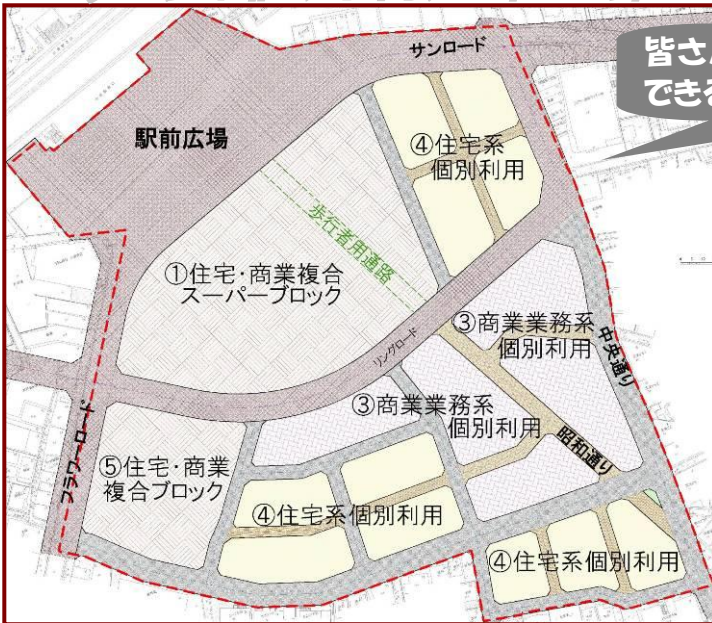 サンロード
皆さん
できる
駅前広場
④住宅系
個別利用
歩行者用通路
①住宅・商業複合
スーパーブロック
リングロード
③商業業務系
個別利用
中央通り
③商業業務系
個別利用
昭和通り
フラワーロード
⑤住宅・商業
複合ブロック
④住宅系個別利用
④住宅系個別利用